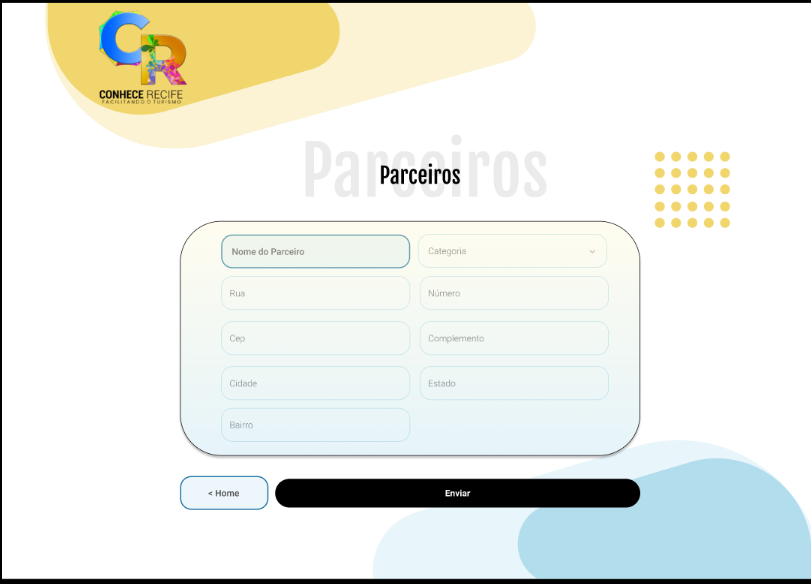 CR
CONHECE RECIFE
FACILITANDO O TURISMO
Parceiros
Parceiros
Nome do Parceiro
Categoria
Rua
Número
Cep
Complemento
Cidade
Estado
Bairro
< Home
Enviar